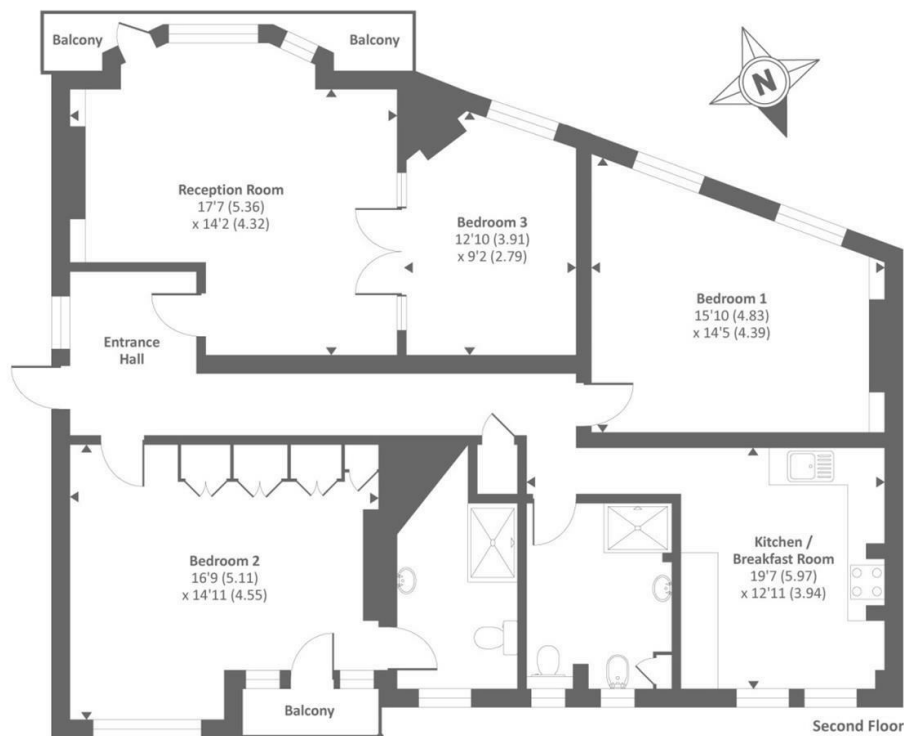 Balcony
Balcony
N
Reception Room
17'7 (5.36)
x 14'2 (4.32)
Bedroom 3
12'10 (3.91)
x 9'2 (2.79)
Bedroom 1
15'10 (4.83)
x 14'5 (4.39)
Entrance
Hall
Bedroom 2
16'9 (5.11)
x 14'11 (4.55)
Kitchen /
Breakfast Room
19'7 (5.97)
x 12'11 (3.94)
Balcony
Second Floor